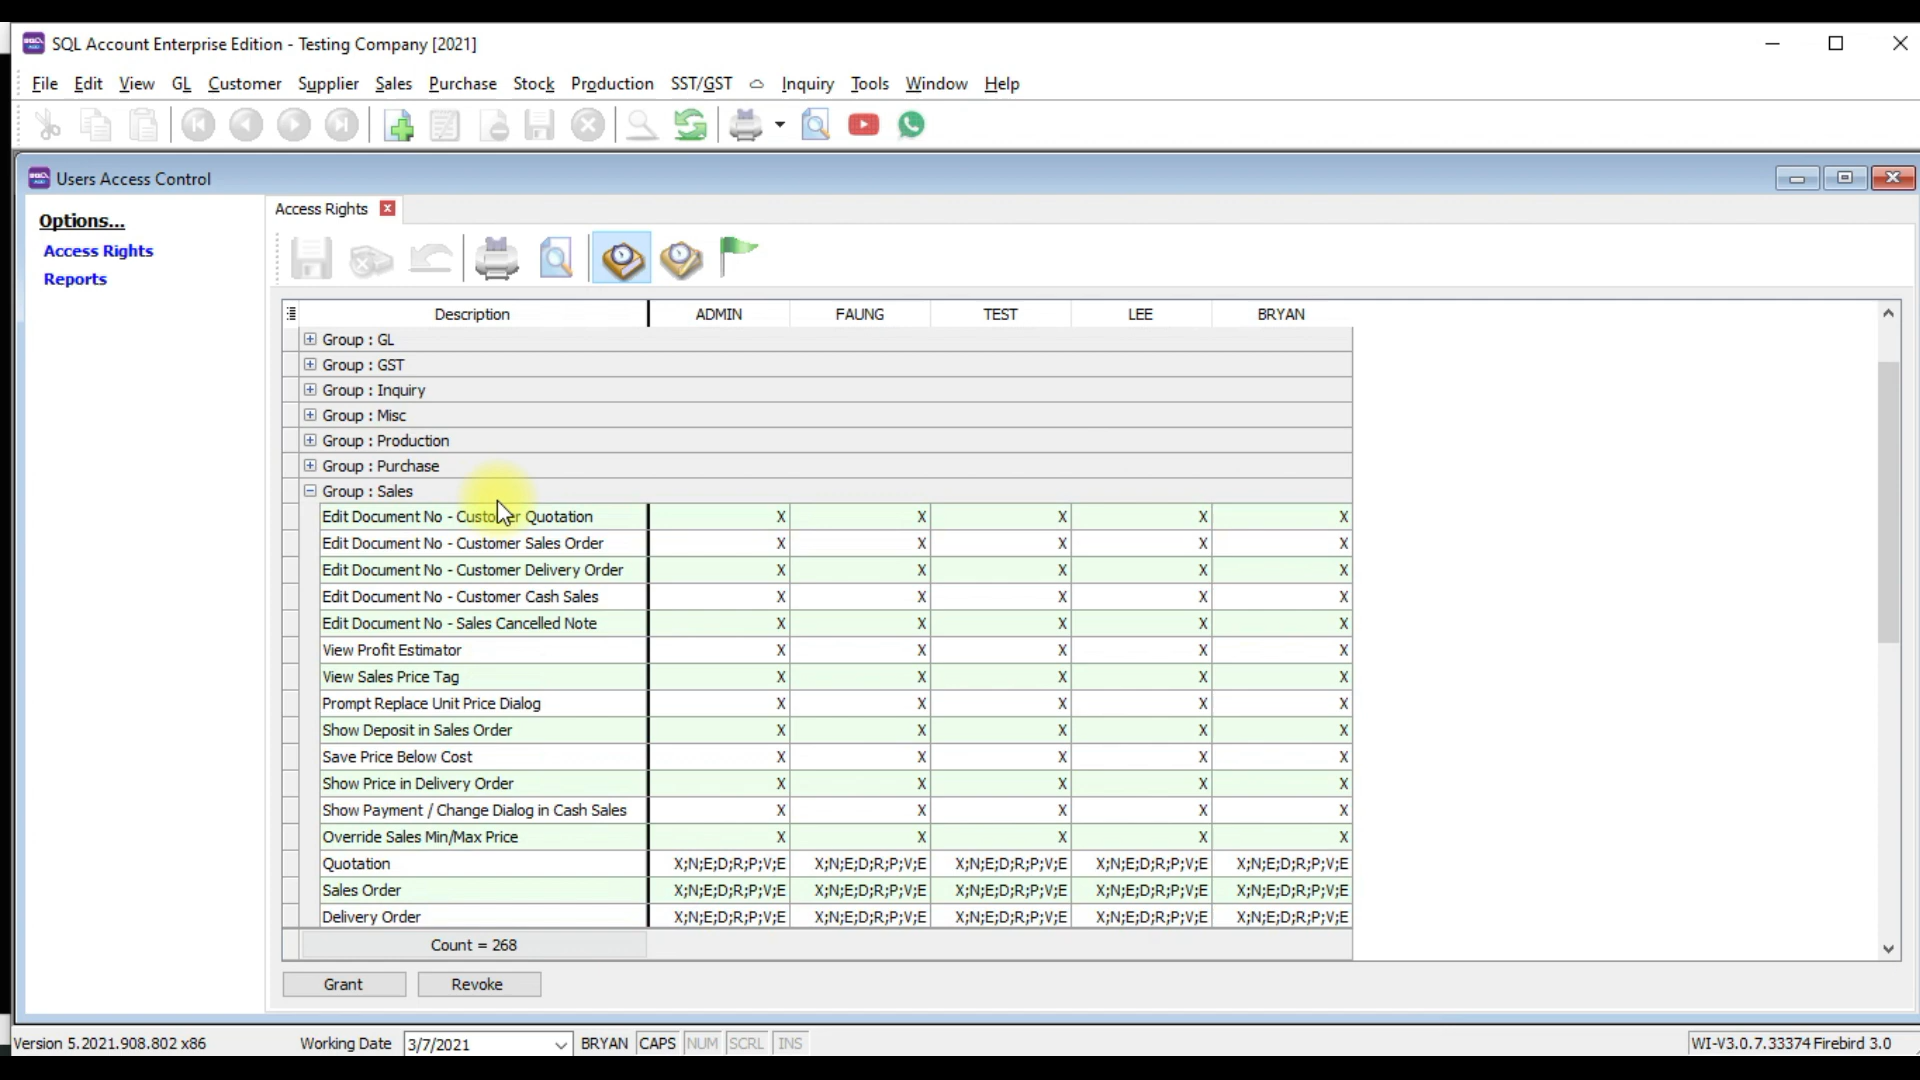 SQL Account Enterprise Edition - Testing Company [2021]
File Edit View GL Customer Supplier Sales Purchase Stock Production SST/GST Inquiry Tools Window Help
Users Access Control
Options...
Access Rights
Reports
Access Rights
Description ADMIN FAUNG TEST LEE BRYAN
Group : GL
Group : GST
Group : Inquiry
Group : Misc
Group : Production
Group : Purchase
Group : Sales
Edit Document No - Customer Quotation X X X X X
Edit Document No - Customer Sales Order X X X X X
Edit Document No - Customer Delivery Order X X X X X
Edit Document No - Customer Cash Sales X X X X X
Edit Document No - Sales Cancelled Note X X X X X
View Profit Estimator X X X X X
View Sales Price Tag X X X X X
Prompt Replace Unit Price Dialog X X X X X
Show Deposit in Sales Order X X X X X
Save Price Below Cost X X X X X
Show Price in Delivery Order X X X X X
Show Payment / Change Dialog in Cash Sales X X X X X
Override Sales Min/Max Price X X X X X
Quotation X;N;E;D;R;P;V;E X;N;E;D;R;P;V;E X;N;E;D;R;P;V;E X;N;E;D;R;P;V;E X;N;E;D;R;P;V;E
Sales Order X;N;E;D;R;P;V;E X;N;E;D;R;P;V;E X;N;E;D;R;P;V;E X;N;E;D;R;P;V;E X;N;E;D;R;P;V;E
Delivery Order X;N;E;D;R;P;V;E X;N;E;D;R;P;V;E X;N;E;D;R;P;V;E X;N;E;D;R;P;V;E X;N;E;D;R;P;V;E
Count = 268
Grant Revoke
Version 5.2021.908.802 x86 Working Date 3/7/2021 BRYAN CAPS NUM SCRL INS WI-V3.0.7.33374 Firebird 3.0